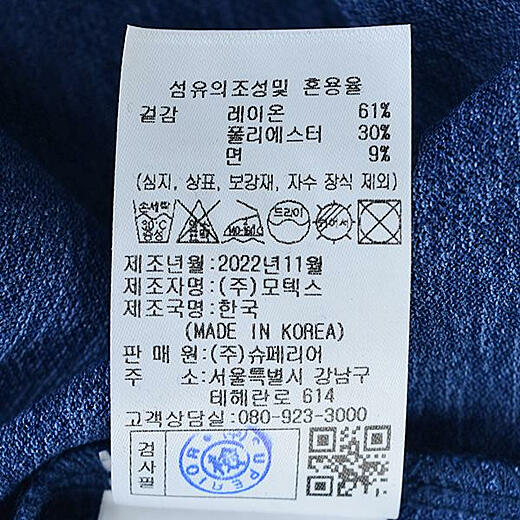 섬유의조성및 혼용율
겉감 레이온 61%
폴리에스터 30%
면 9%
(심지, 상표, 보강재, 자수 장식 제외)
손세탁 30℃ 중성 드라이
제조년월:2022년11월
제조자명:(주)모텍스
제조국명:한국
(MADE IN KOREA)
판 매 원:(주)슈페리어
주 소:서울특별시 강남구
테헤란로 614
고객상담실:080-923-3000
검사필
SUPERIOR